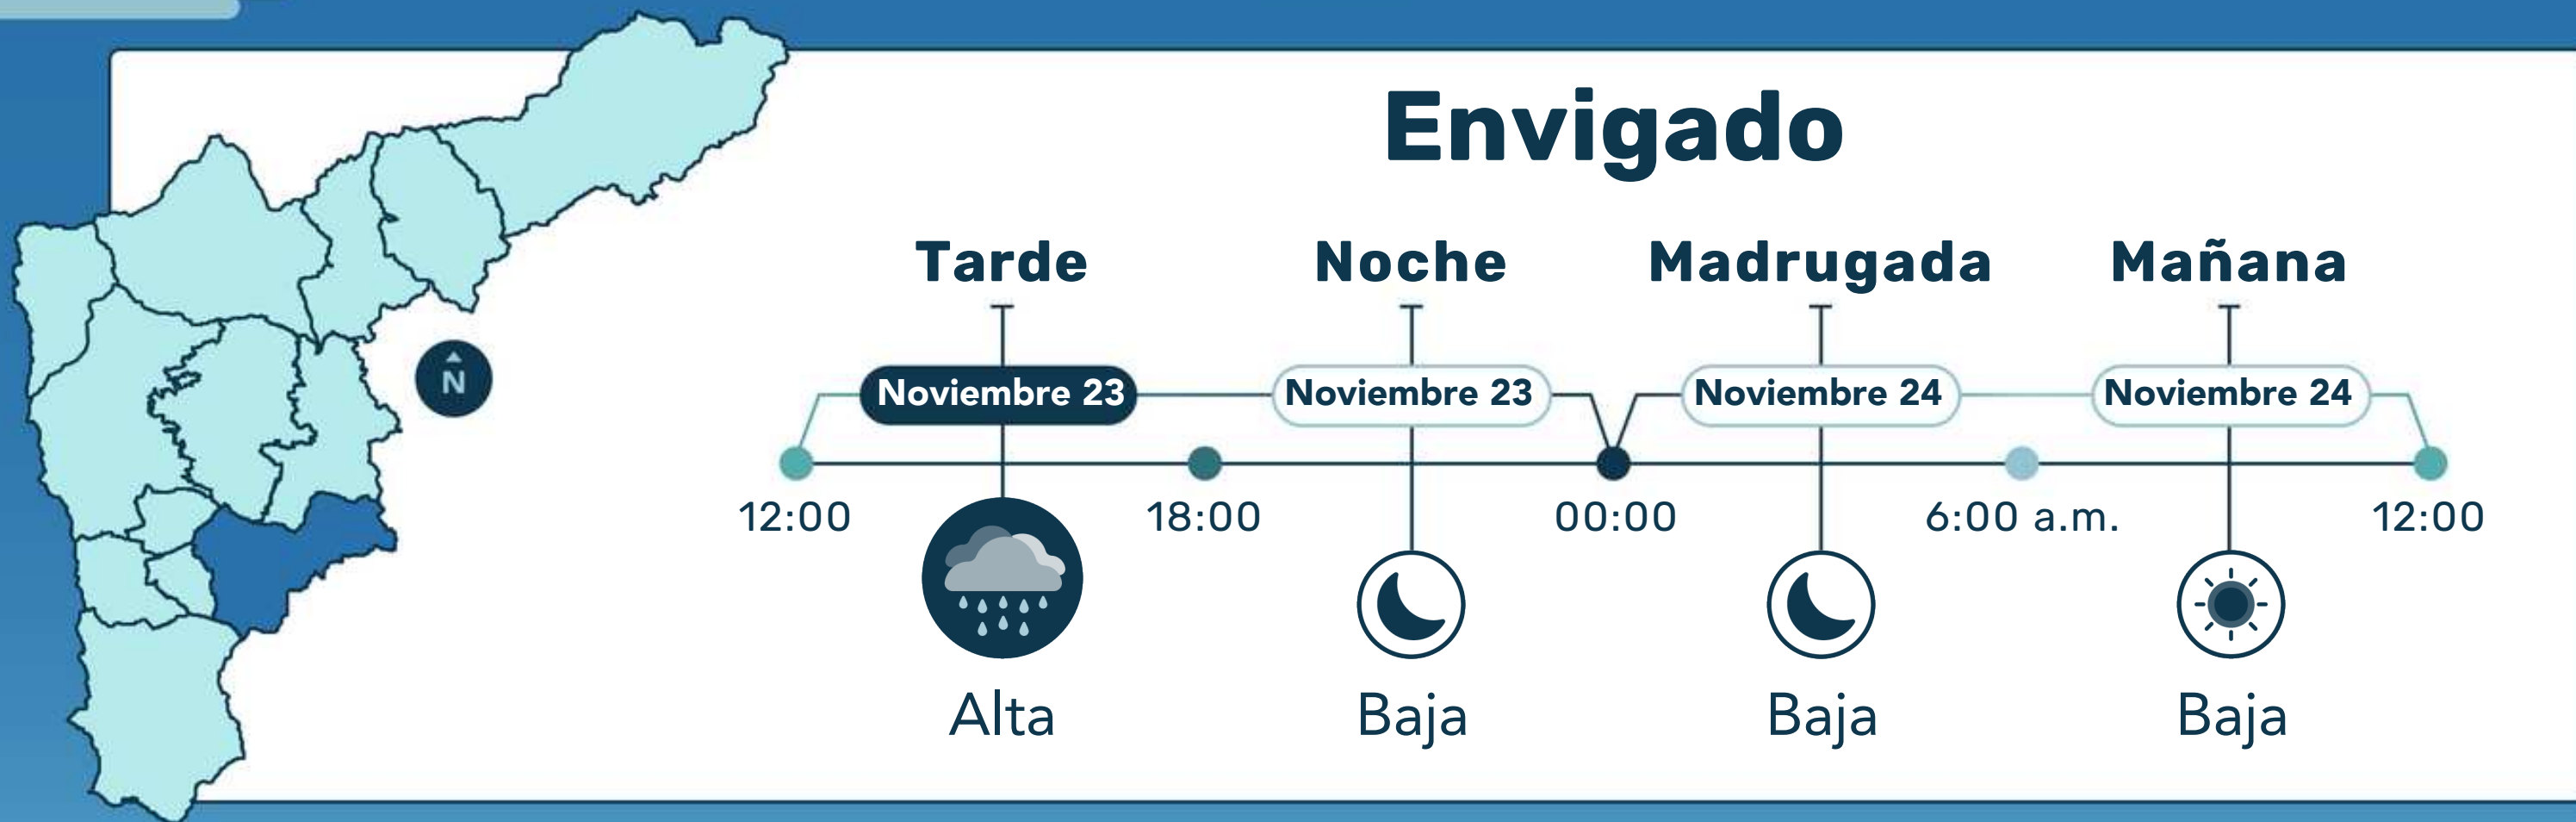 Envigado
Tarde Noche Madrugada Mañana
Noviembre 23 Noviembre 23 Noviembre 24 Noviembre 24
N
12:00 18:00 00:00 6:00 a.m. 12:00
Alta Baja Baja Baja